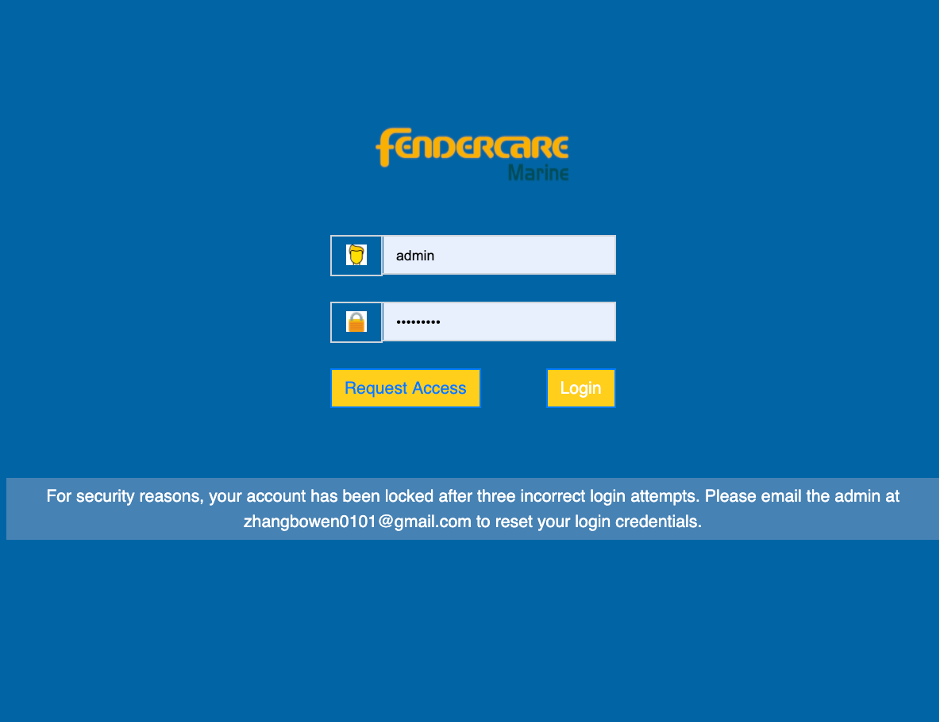 fendercare
Marine
admin
•••••••••
Request Access
Login
For security reasons, your account has been locked after three incorrect login attempts. Please email the admin at
zhangbowen0101@gmail.com to reset your login credentials.